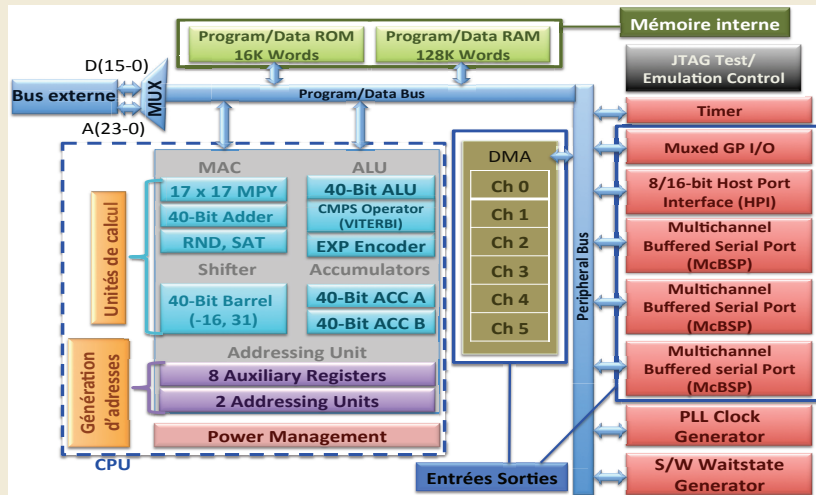 Mémoire interne
Program/Data ROM
16K Words
Program/Data RAM
128K Words
JTAG Test/
Emulation Control
D(15-0)
Bus externe
MUX
A(23-0)
Program/Data Bus
Timer
Muxed GP I/O
8/16-bit Host Port
Interface (HPI)
Multichannel
Buffered Serial Port
(McBSP)
Multichannel
Buffered Serial Port
(McBSP)
Multichannel
Buffered serial Port
(McBSP)
PLL Clock
Generator
S/W Waitstate
Generator
Peripheral Bus
DMA
Ch 0
Ch 1
Ch 2
Ch 3
Ch 4
Ch 5
Entrées Sorties
MAC
17 x 17 MPY
40-Bit Adder
RND, SAT
ALU
40-Bit ALU
CMPS Operator
(VITERBI)
EXP Encoder
Shifter
40-Bit Barrel
(-16, 31)
Accumulators
40-Bit ACC A
40-Bit ACC B
Addressing Unit
8 Auxiliary Registers
2 Addressing Units
Power Management
Unités de calcul
Génération
d'adresses
CPU